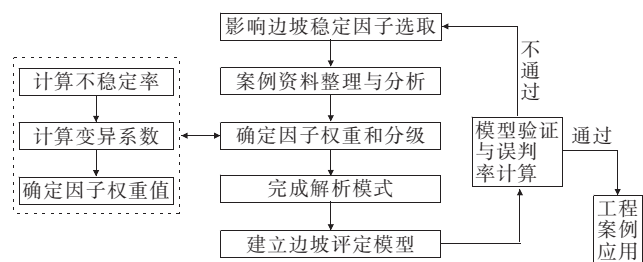 影响边坡稳定因子选取
案例资料整理与分析
确定因子权重和分级
完成解析模式
建立边坡评定模型
计算不稳定率
计算变异系数
确定因子权重值
模型验证
与误判
率计算
不
通
过
通过
工程
案例
应用